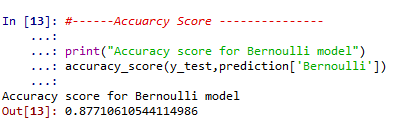 In [13]: #------Accuarcy Score ---------------
    ...:
    ...: print("Accuracy score for Bernoulli model")
    ...: accuracy_score(y_test,prediction['Bernoulli'])
    ...:
Accuracy score for Bernoulli model
Out[13]: 0.87710610544114986